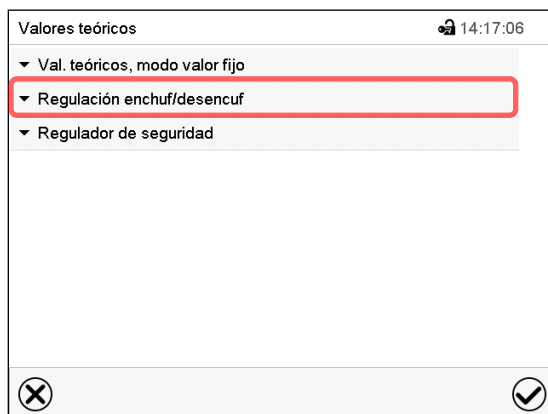 Valores teóricos 14:17:06
Val. teóricos, modo valor fijo
Regulación enchuf/desencuf
Regulador de seguridad